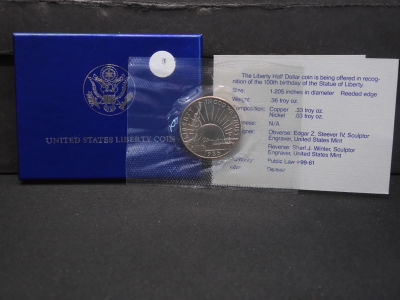 UNITED STATES LIBERTY COIN
The Liberty Half Dollar coin is being offered in recog-
nition of the 100th birthday of the Statue of Liberty.
Size: 1.205 inches in diameter Reeded edge
Weight: .36 troy oz.
Composition: Copper .33 troy oz.
Nickel .03 troy oz.
N/A
Obverse: Edgar Z. Steever IV, Sculptor
Engraver, United States Mint
Reverse: Sherl J. Winter, Sculptor
Engraver, United States Mint
Public Law 99-61
Denver
LIBERTY
1986